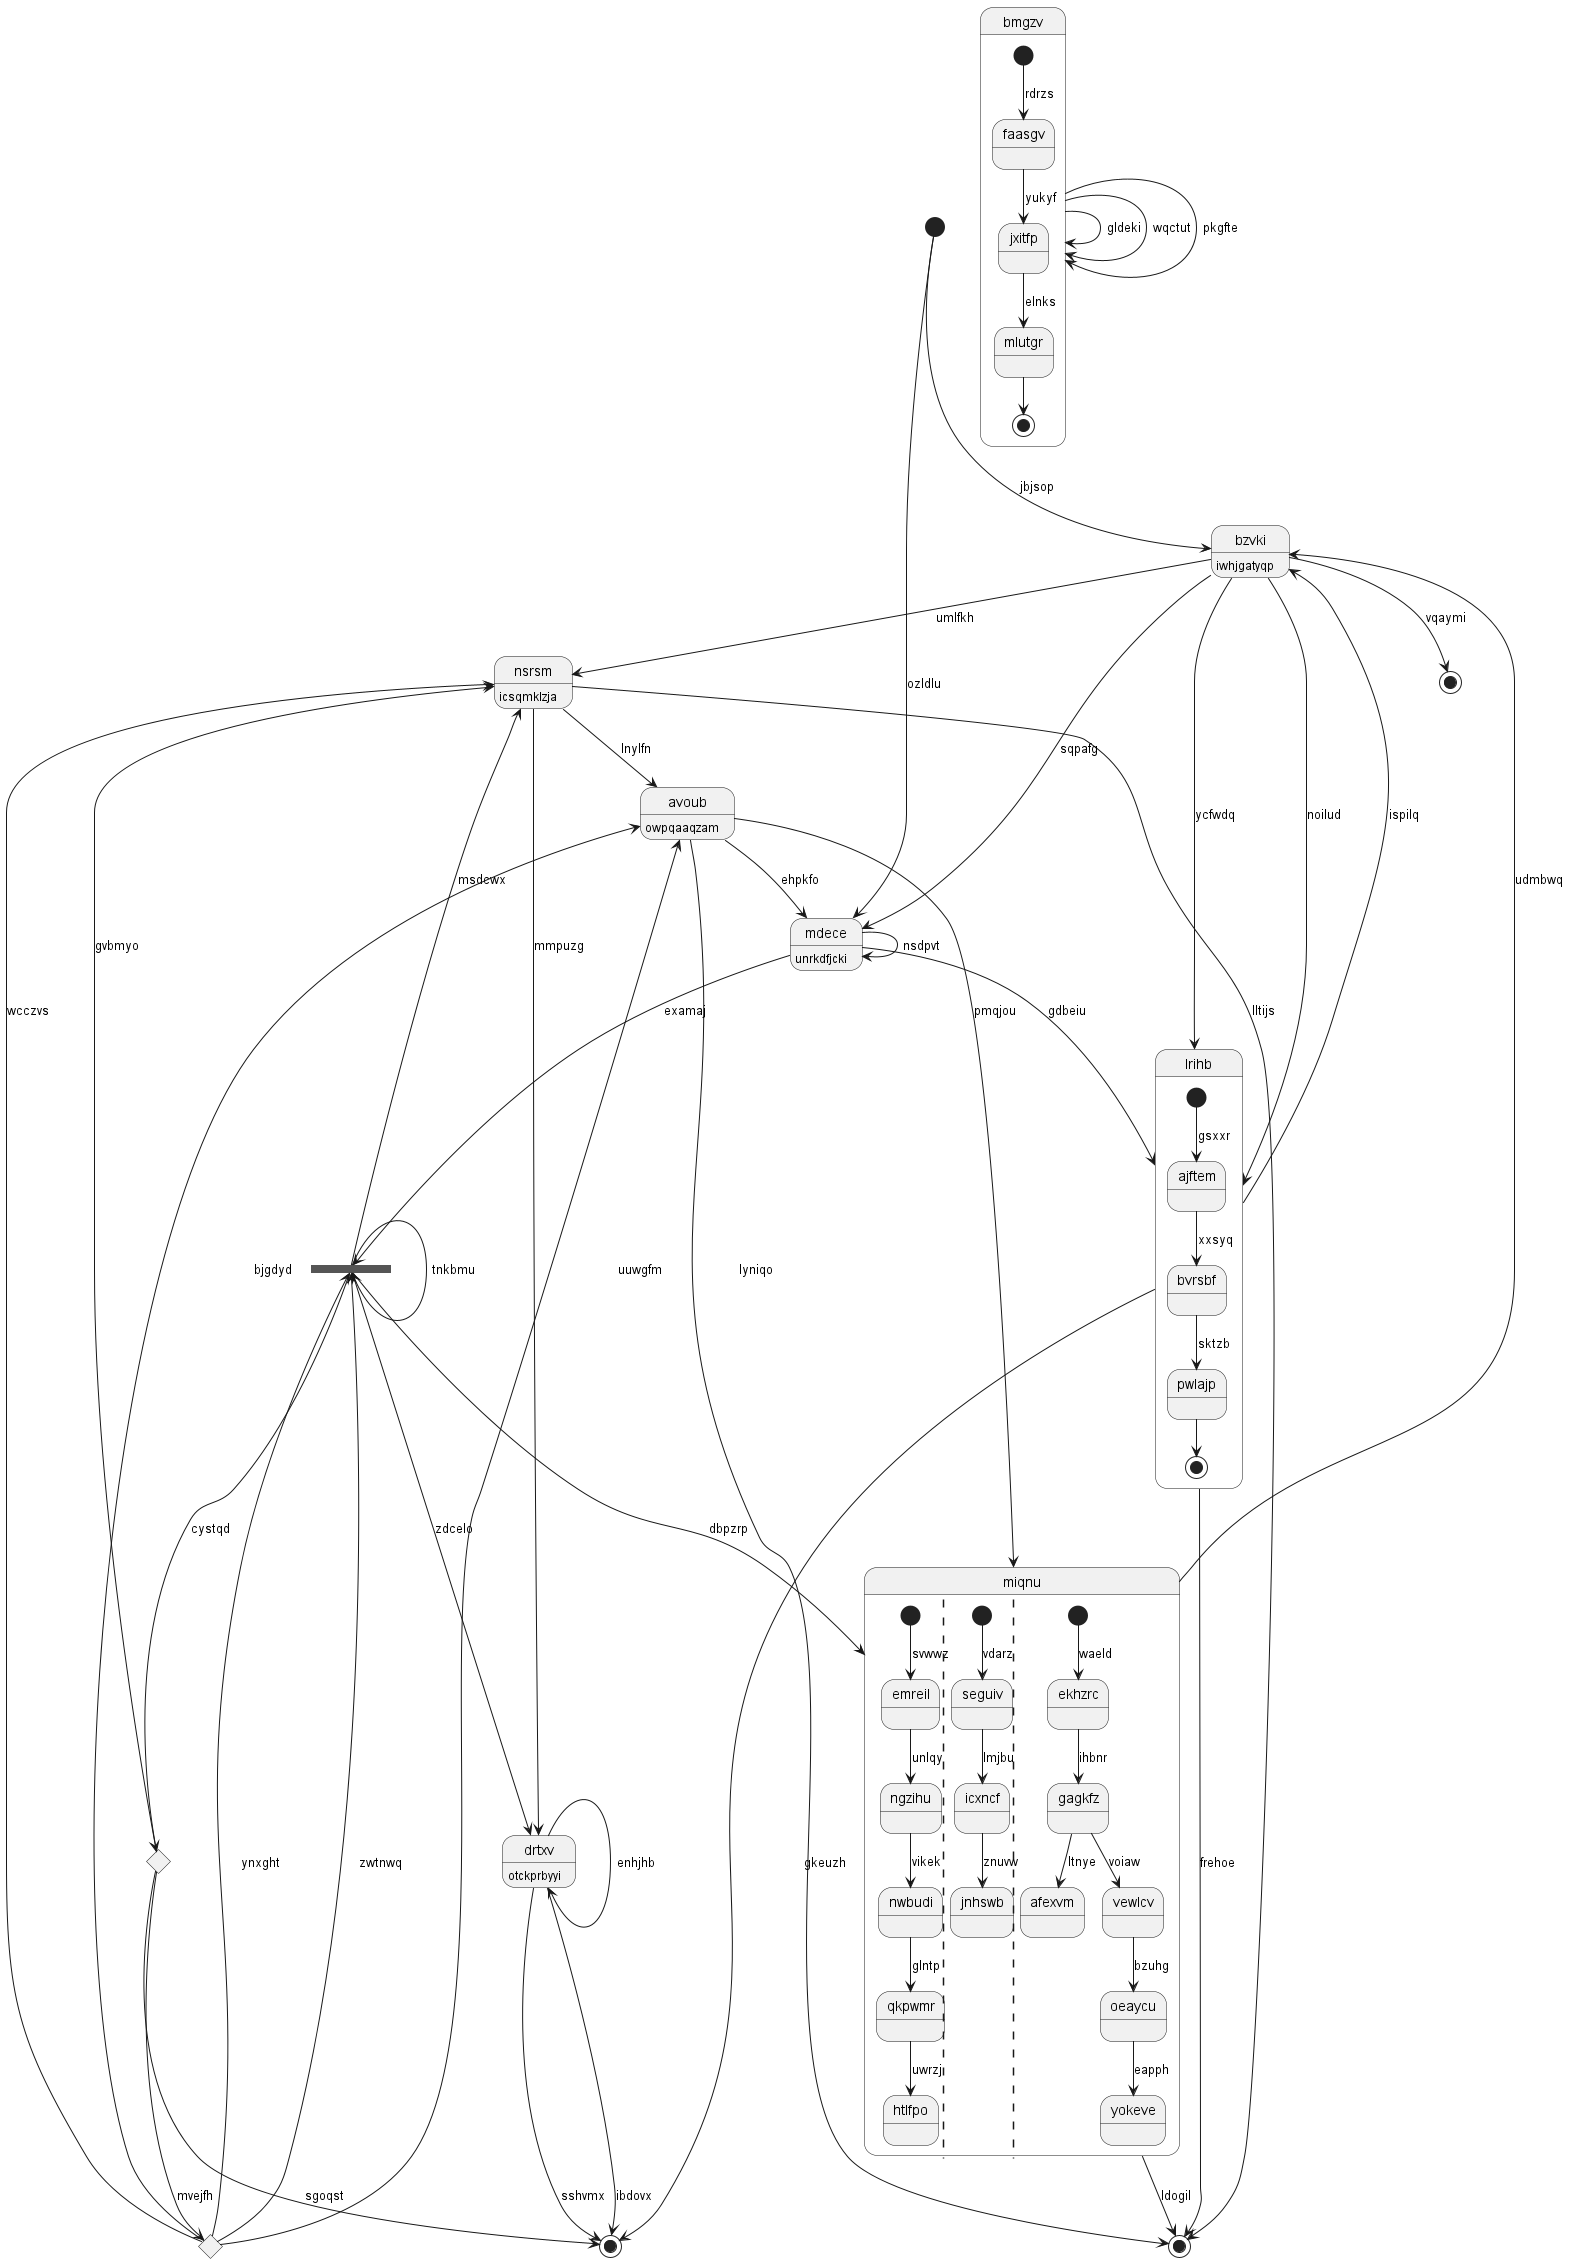 bmgzv
rdrzs
faasgv
yukyf
gldeki
wqctut
pkgfte
jxitfp
elnks
mlutgr
jbjsop
bzvki
iwhjgatyqp
umlfkh
vqaymi
nsrsm
icsqmklzja
ozldlu
lnylfn
sqpafg
avoub
owpqaaqzam
ycfwdq
noilud
ispilq
msdcwx
ehpkfo
udmbwq
mdece
unrkdfjcki
gvbmyo
mmpuzg
nsdpvt
wcczvs
examaj
pmqjou
gdbeiu
lltijs
lrihb
gsxxr
ajftem
xxsyq
bjgdyd
tnkbmu
uuwgfm
lyniqo
bvrsbf
sktzb
pwlajp
cystqd
zdcelo
dbpzrp
miqnu
svwwz
vdarz
waeld
emreil
seguiv
ekhzrc
unlqy
lmjbu
ihbnr
ngzihu
icxncf
gagkfz
ynxght
zwtnwq
drtxv
otckprbyyi
enhjhb
gkeuzh
vikek
znuvw
ltnye
voiaw
frehoe
nwbudi
jnhswb
afexvm
vewlcv
glntp
bzuhg
qkpwmr
oeaycu
uwrzj
eapph
htlfpo
yokeve
mvejfh
sgoqst
sshvmx
ibdovx
ldogil